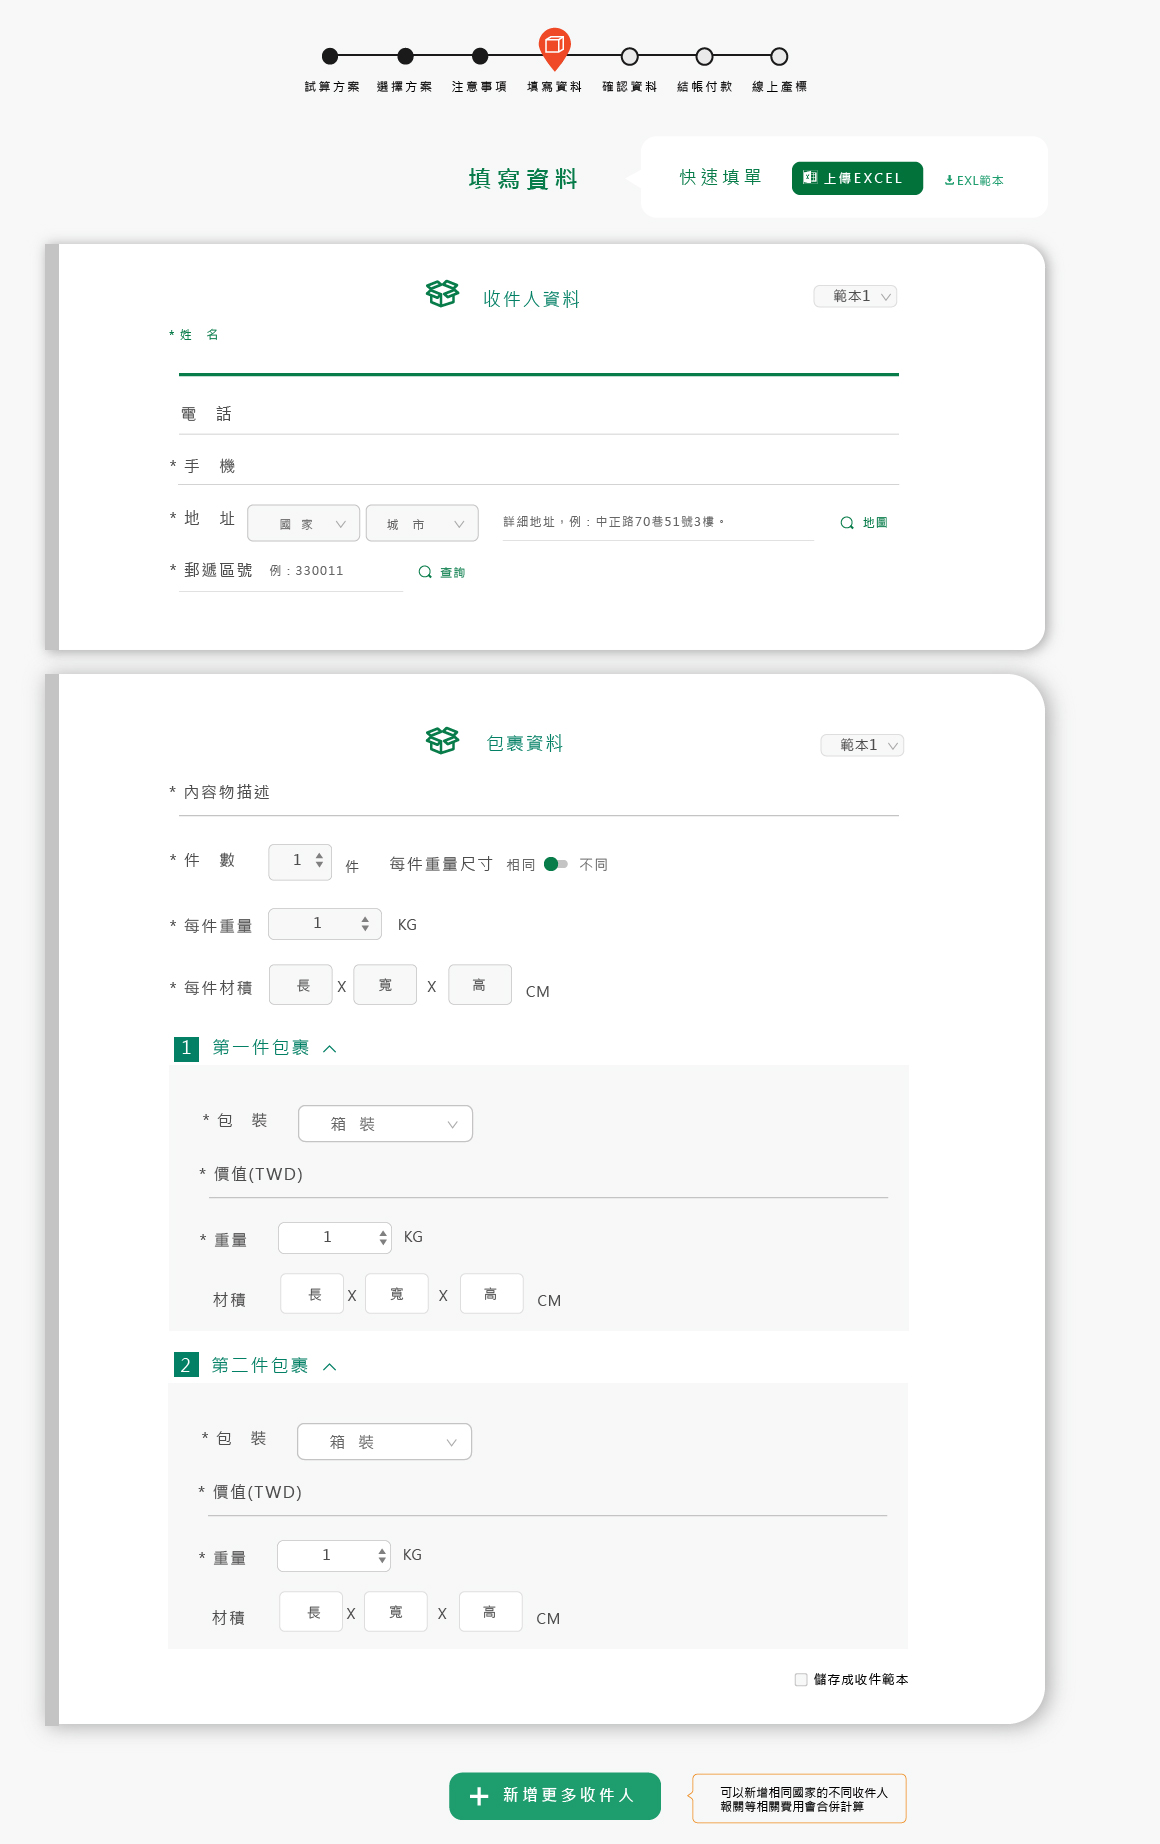 試算方案 選擇方案 注意事項 填寫資料 確認資料 結帳付款 線上產標
填寫資料 快速填單 上傳EXCEL EXL範本
收件人資料 範本1
* 姓 名
電 話
* 手 機
* 地 址 國 家 城 市 詳細地址，例：中正路70巷51號3樓。 地圖
* 郵遞區號 例：330011 查詢
包裹資料 範本1
* 內容物描述
* 件 數 1 件 每件重量尺寸 相同 不同
* 每件重量 1 KG
* 每件材積 長 X 寬 X 高 CM
1 第一件包裹
* 包 裝 箱 裝
* 價值(TWD)
* 重量 1 KG
材積 長 X 寬 X 高 CM
2 第二件包裹
* 包 裝 箱 裝
* 價值(TWD)
* 重量 1 KG
材積 長 X 寬 X 高 CM
儲存成收件範本
新增更多收件人
可以新增相同國家的不同收件人
報關等相關費用會合併計算